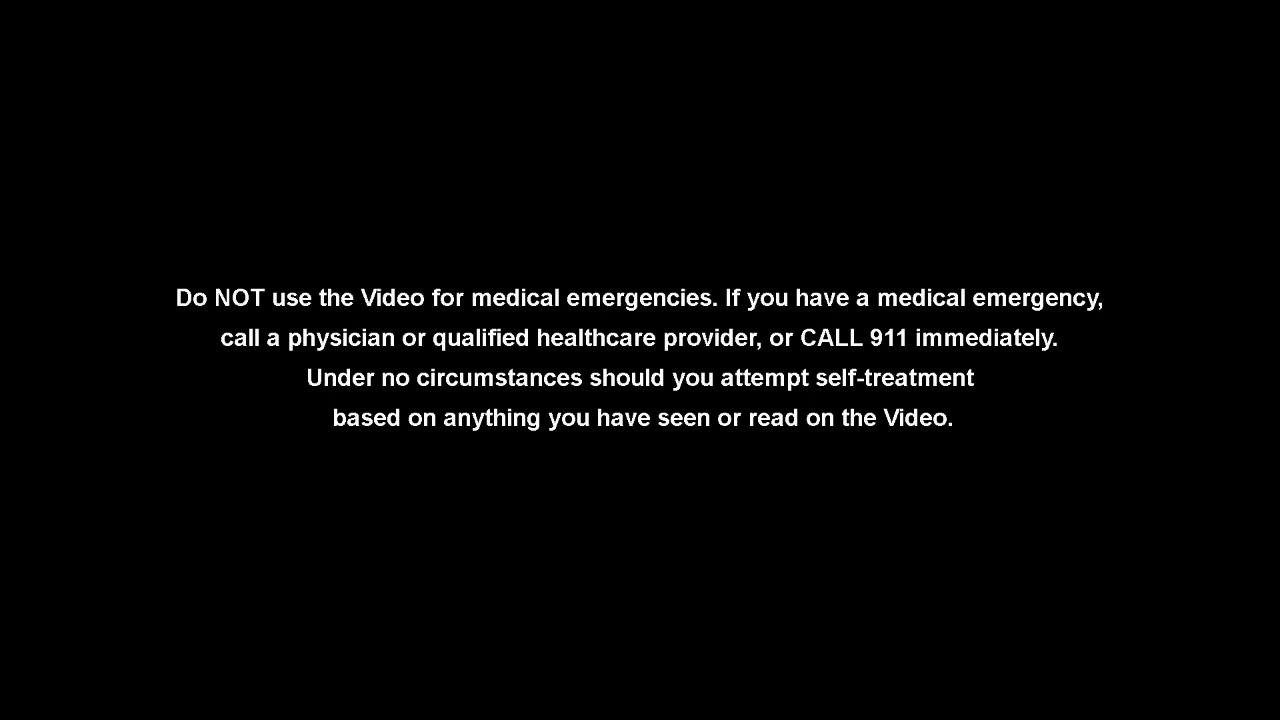 Do NOT use the Video for medical emergencies. If you have a medical emergency,
call a physician or qualified healthcare provider, or CALL 911 immediately.
Under no circumstances should you attempt self-treatment
based on anything you have seen or read on the Video.